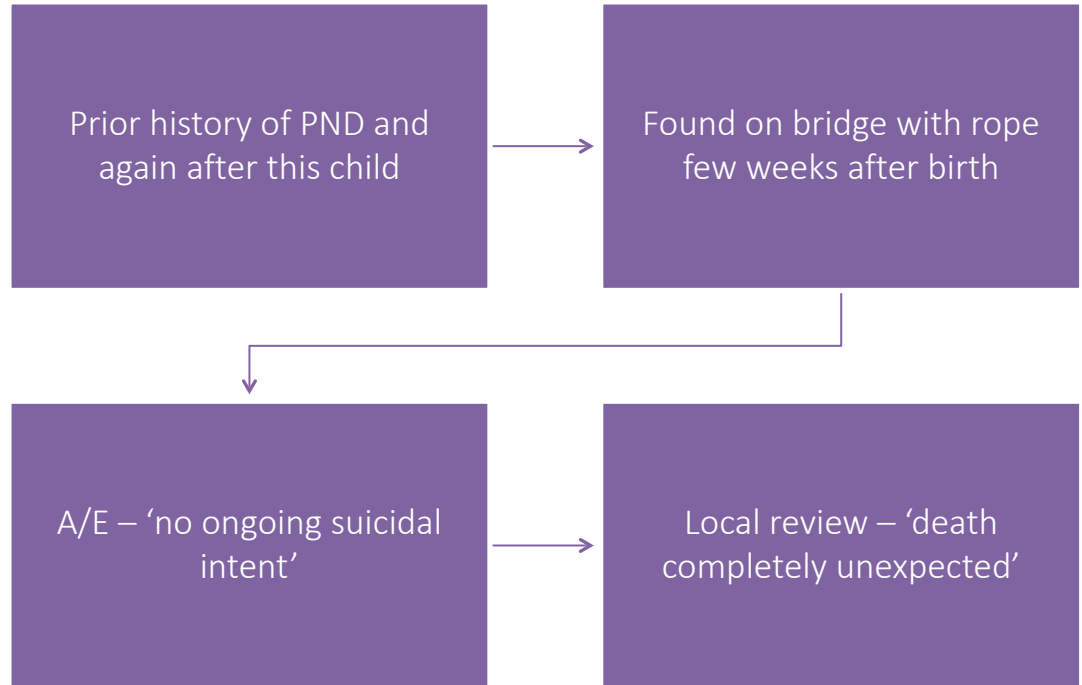 Prior history of PND and
again after this child
Found on bridge with rope
few weeks after birth
A/E – ‘no ongoing suicidal
intent’
Local review – ‘death
completely unexpected’